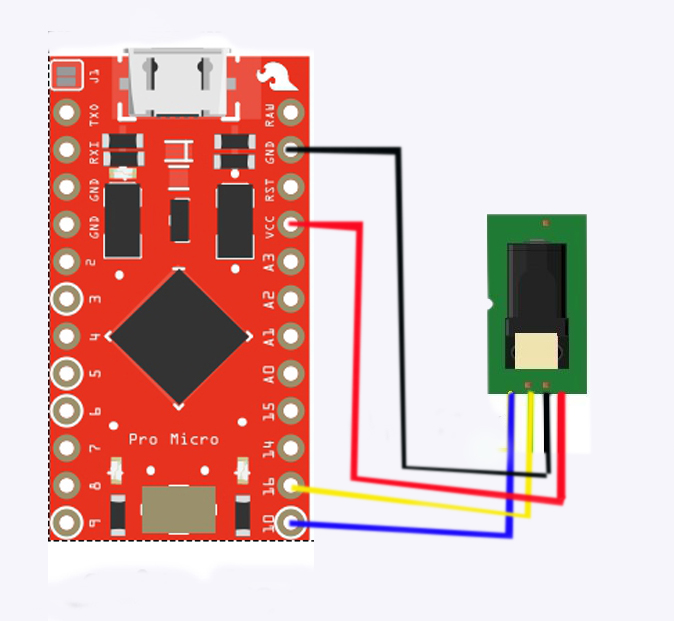 J1
TXO
RXI
GND
GND
2
3
4
5
6
7
8
9
RAW
GND
RST
VCC
A3
A2
A1
A0
15
14
16
10
Pro Micro